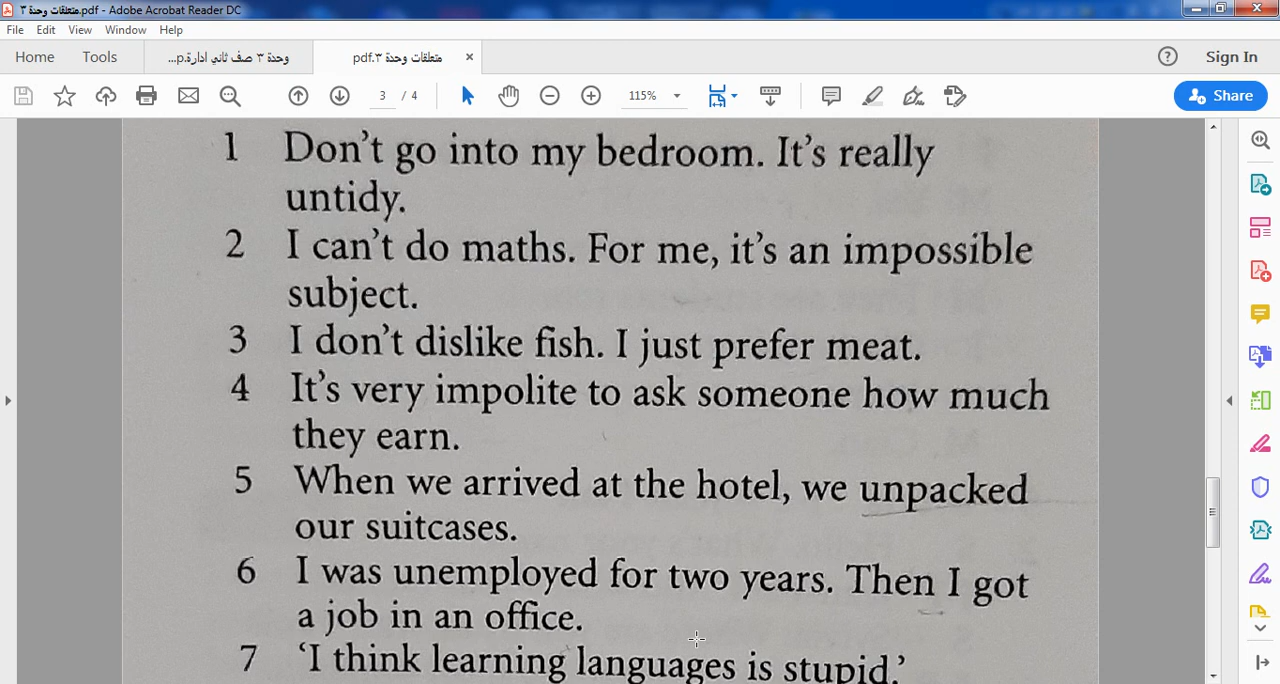 متعلقات وحدة ٣.pdf - Adobe Acrobat Reader DC
File Edit View Window Help
Home Tools وحدة ٣ صف ثاني ادارة.p... متعلقات وحدة ٣.pdf × ? Sign In
3 / 4 115% Share
1 Don't go into my bedroom. It's really
untidy.
2 I can't do maths. For me, it's an impossible
subject.
3 I don't dislike fish. I just prefer meat.
4 It's very impolite to ask someone how much
they earn.
5 When we arrived at the hotel, we unpacked
our suitcases.
6 I was unemployed for two years. Then I got
a job in an office.
7 ‘I think learning languages is stupid.’